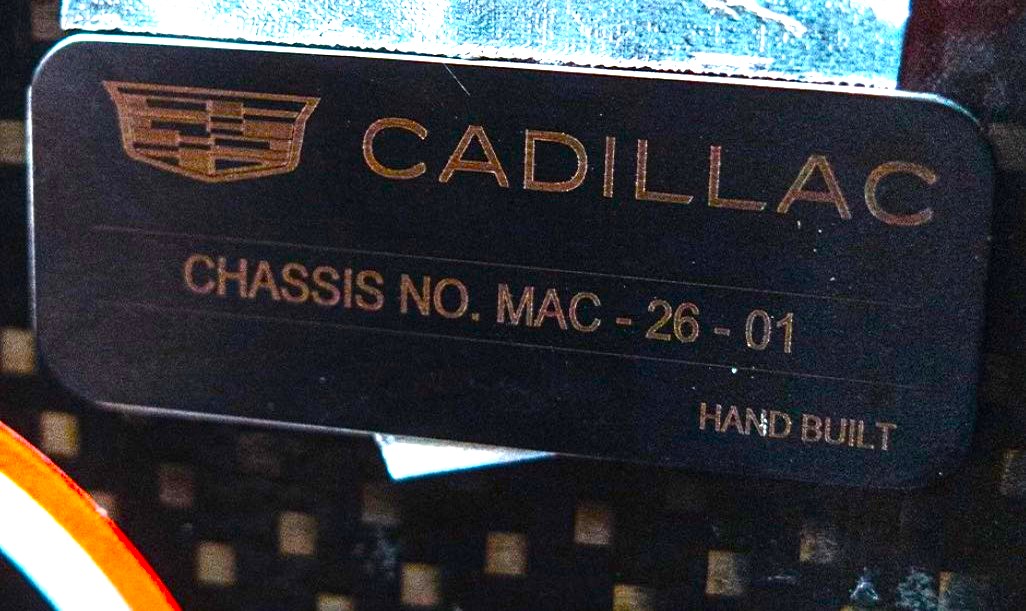 CADILLAC
CHASSIS NO. MAC - 26 - 01
HAND BUILT